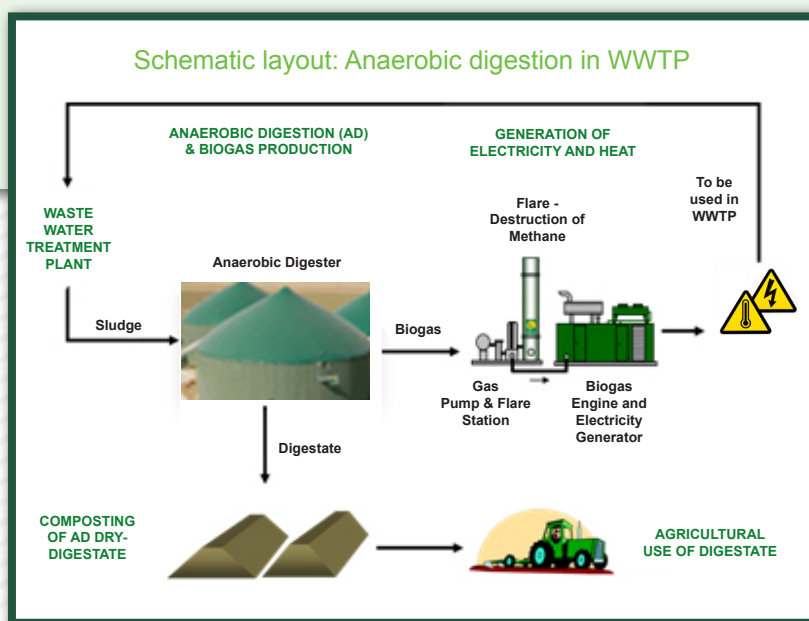 Schematic layout: Anaerobic digestion in WWTP
ANAEROBIC DIGESTION (AD)
& BIOGAS PRODUCTION
GENERATION OF
ELECTRICITY AND HEAT
To be
used in
WWTP
WASTE
WATER
TREATMENT
PLANT
Flare -
Destruction of
Methane
Anaerobic Digester
Sludge
Biogas
Gas
Pump & Flare
Station
Biogas
Engine and
Electricity
Generator
Digestate
COMPOSTING
OF AD DRY-
DIGESTATE
AGRICULTURAL
USE OF DIGESTATE